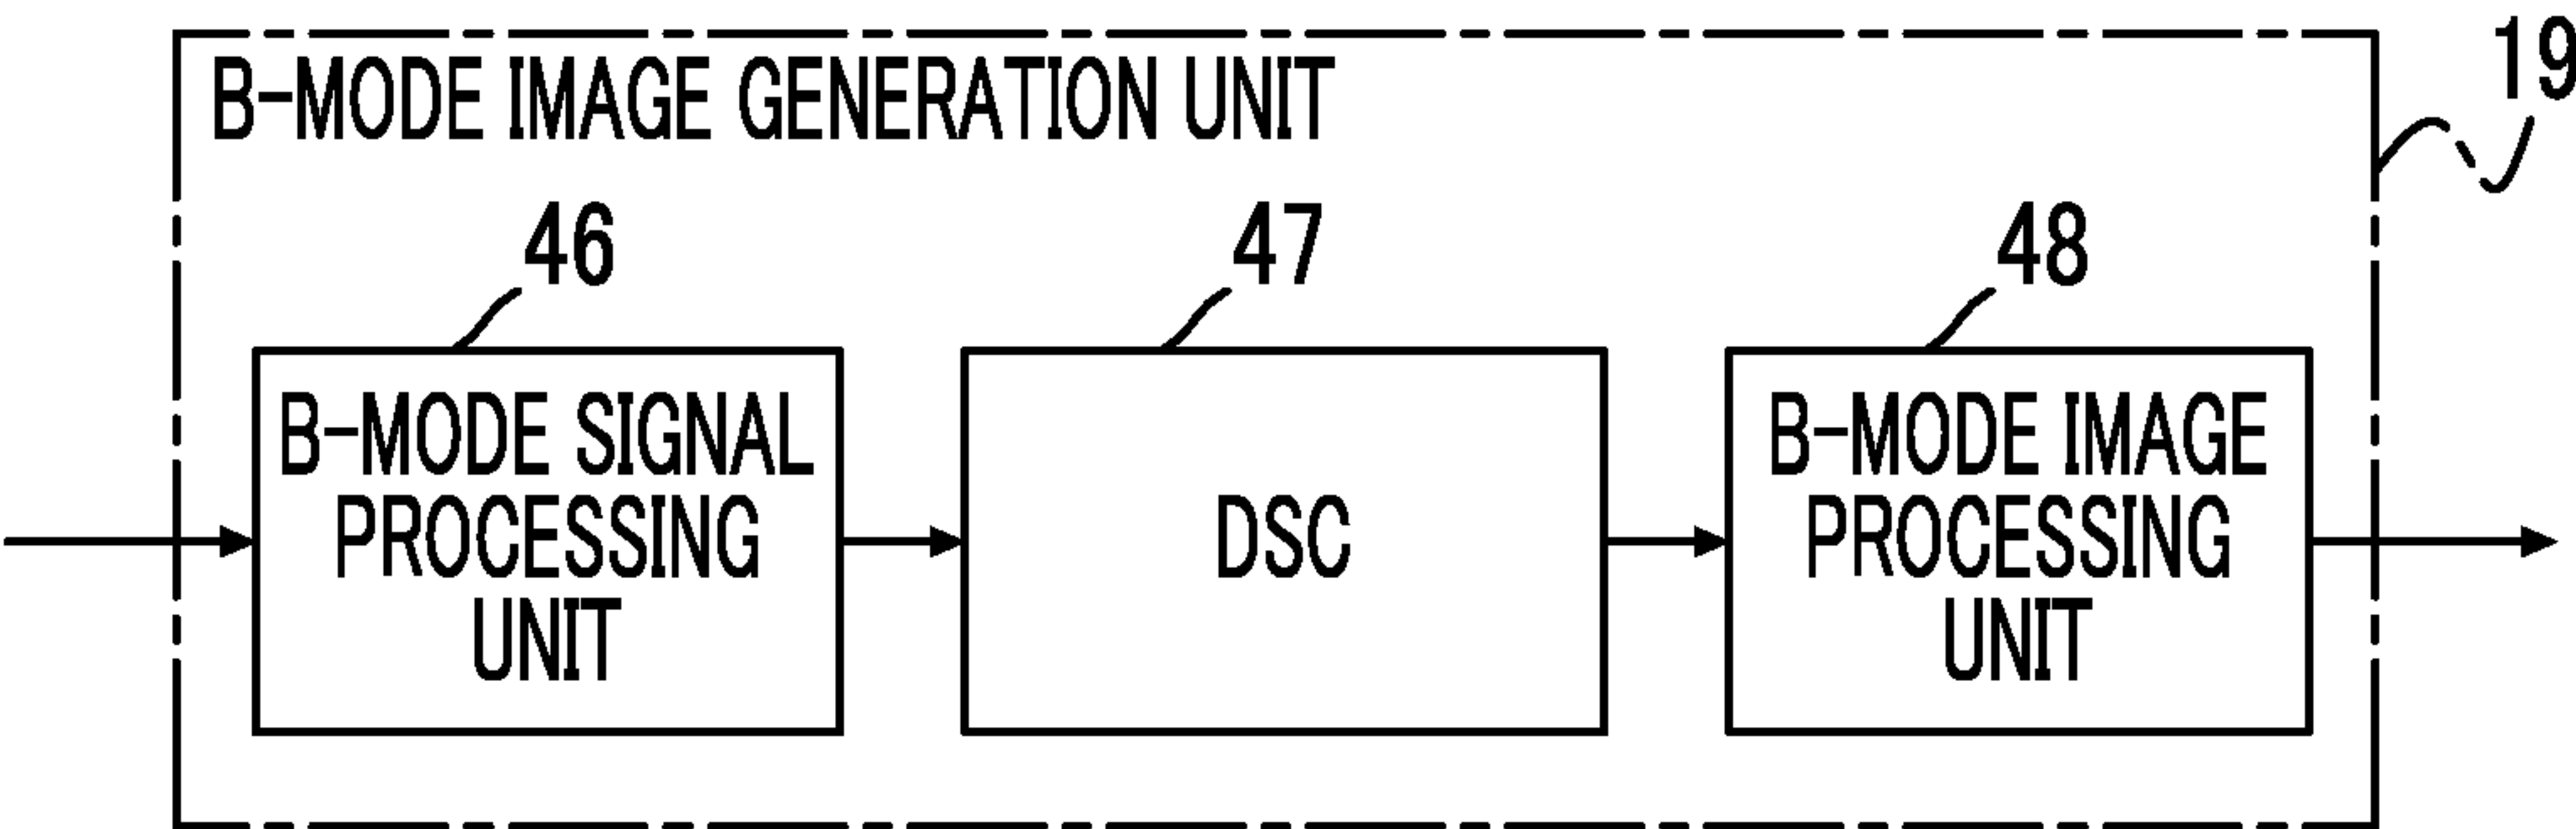 19
B-MODE IMAGE GENERATION UNIT
46
47
48
B-MODE SIGNAL
PROCESSING
UNIT
DSC
B-MODE IMAGE
PROCESSING
UNIT